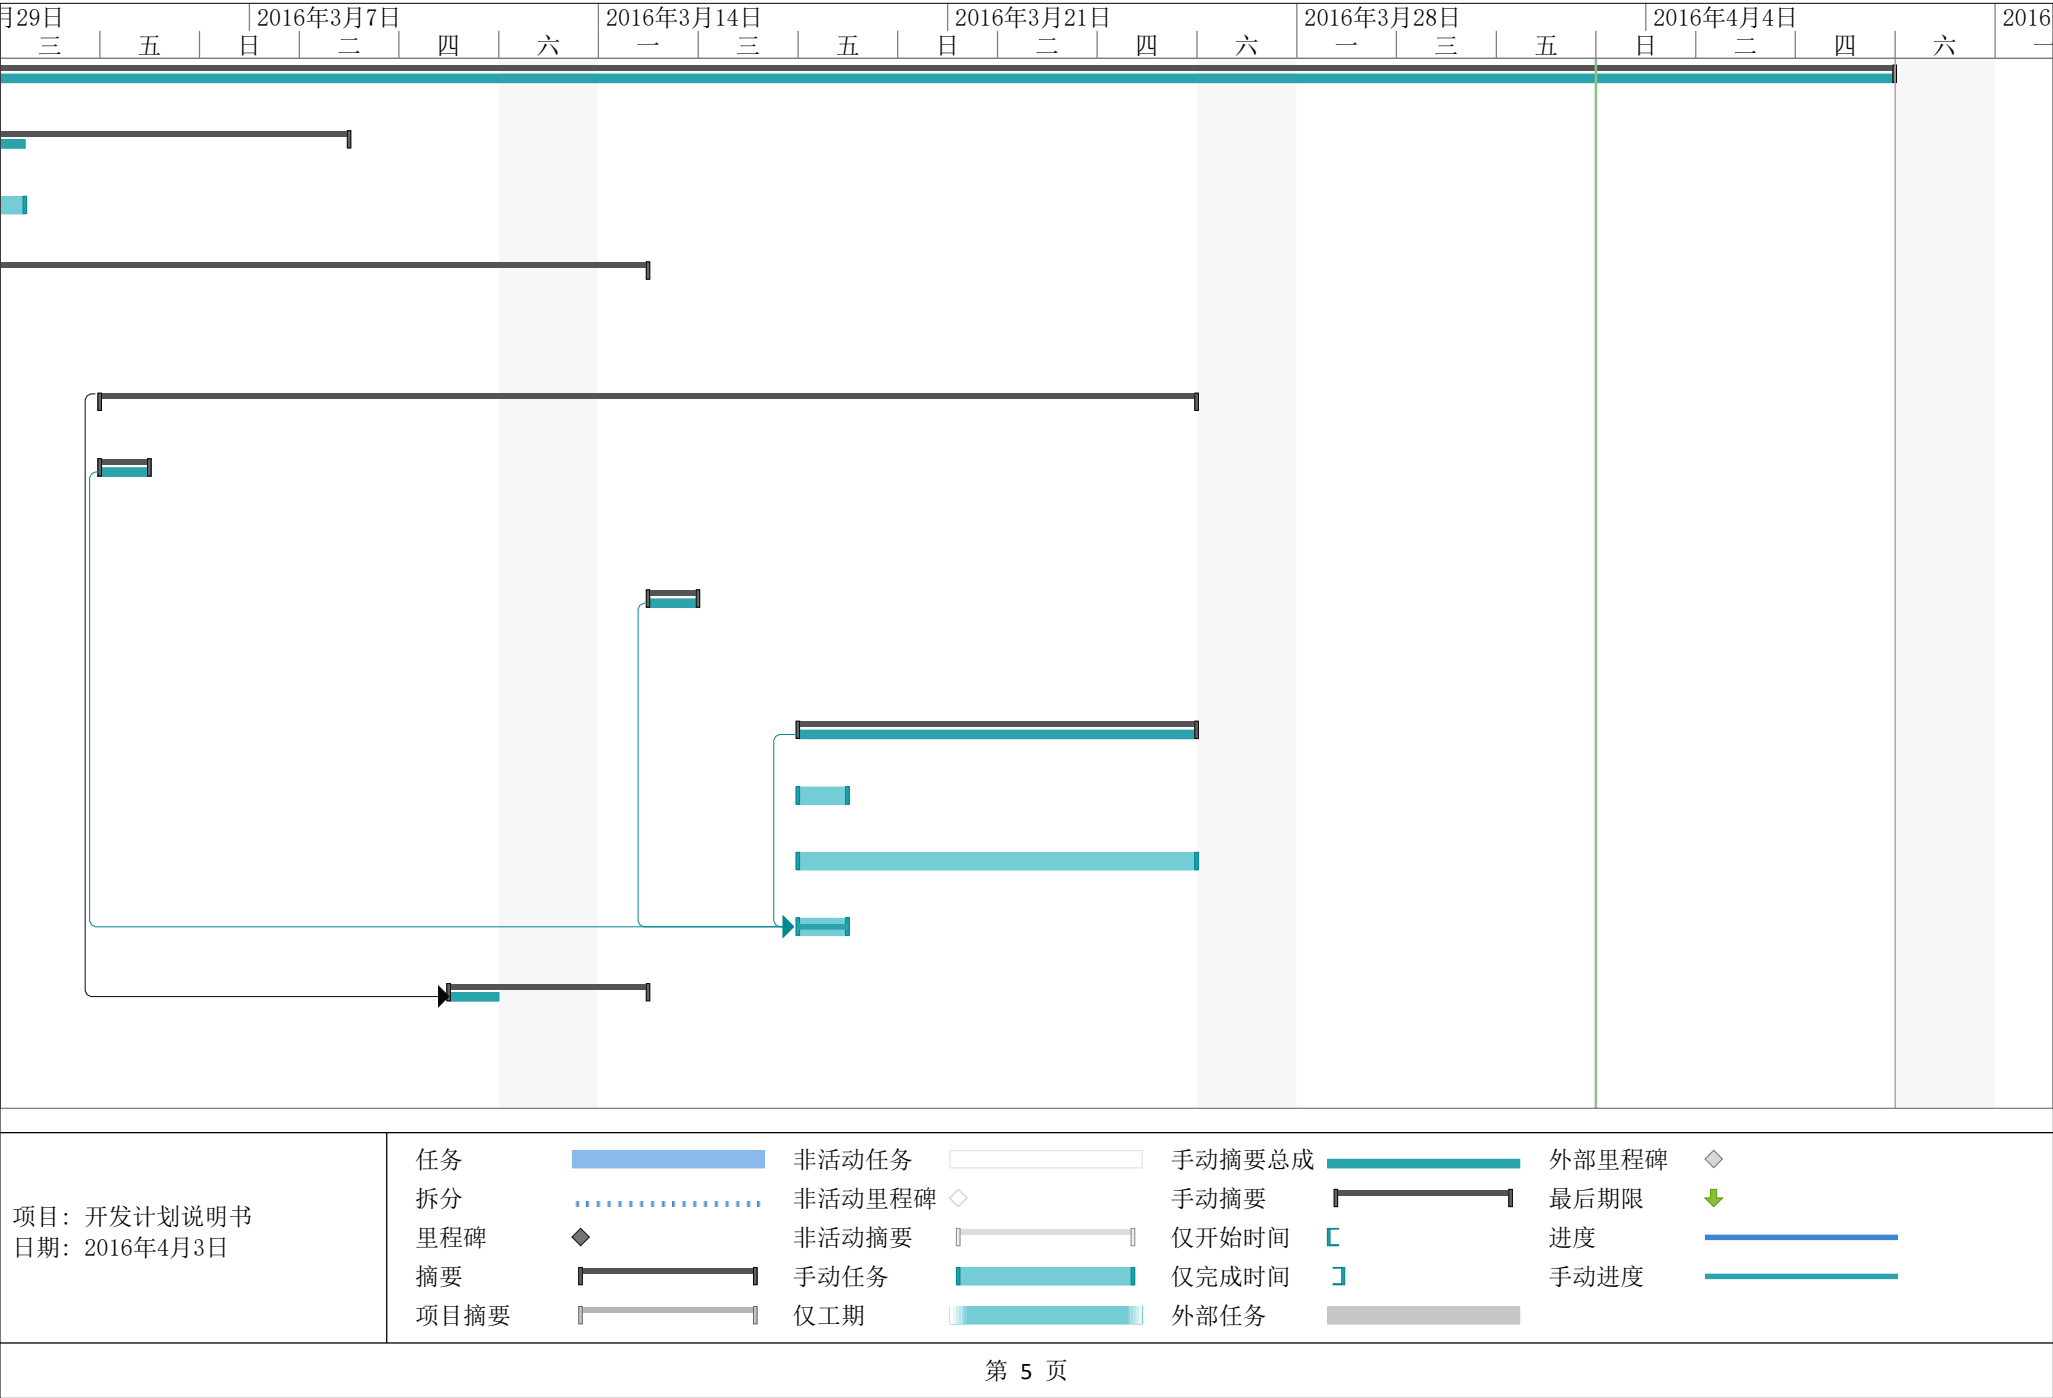 月29日 2016年3月7日 2016年3月14日 2016年3月21日 2016年3月28日 2016年4月4日 2016
三 五 日 二 四 六 一 三 五 日 二 四 六 一 三 五 日 二 四 六 一
项目: 开发计划说明书
日期: 2016年4月3日
任务 非活动任务 手动摘要总成 外部里程碑
拆分 非活动里程碑 手动摘要 最后期限
里程碑 非活动摘要 仅开始时间 进度
摘要 手动任务 仅完成时间 手动进度
项目摘要 仅工期 外部任务
第 5 页